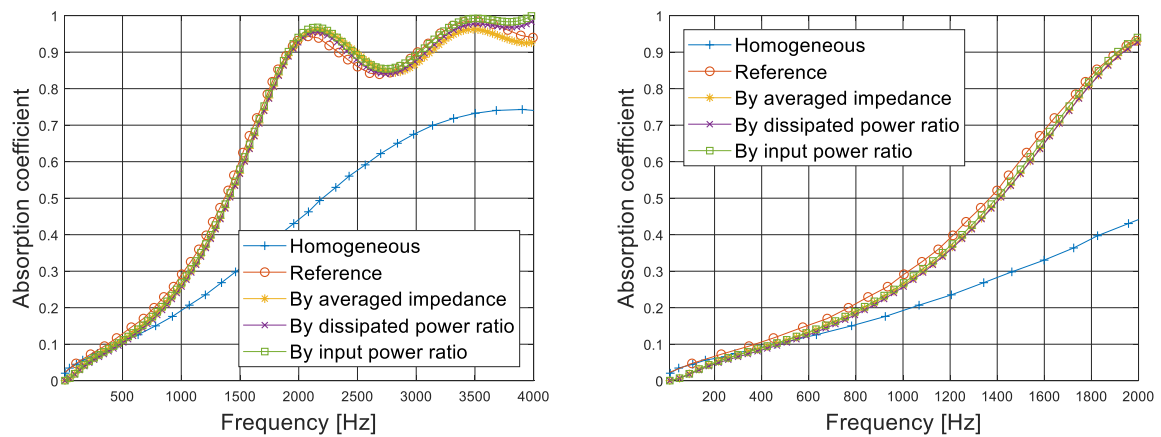 1
0.9
0.8
0.7
0.6
0.5
0.4
0.3
0.2
0.1
0
Absorption coefficient
Homogeneous
Reference
By averaged impedance
By dissipated power ratio
By input power ratio
500 1000 1500 2000 2500 3000 3500 4000
Frequency [Hz]
1
0.9
0.8
0.7
0.6
0.5
0.4
0.3
0.2
0.1
0
Absorption coefficient
Homogeneous
Reference
By averaged impedance
By dissipated power ratio
By input power ratio
200 400 600 800 1000 1200 1400 1600 1800 2000
Frequency [Hz]